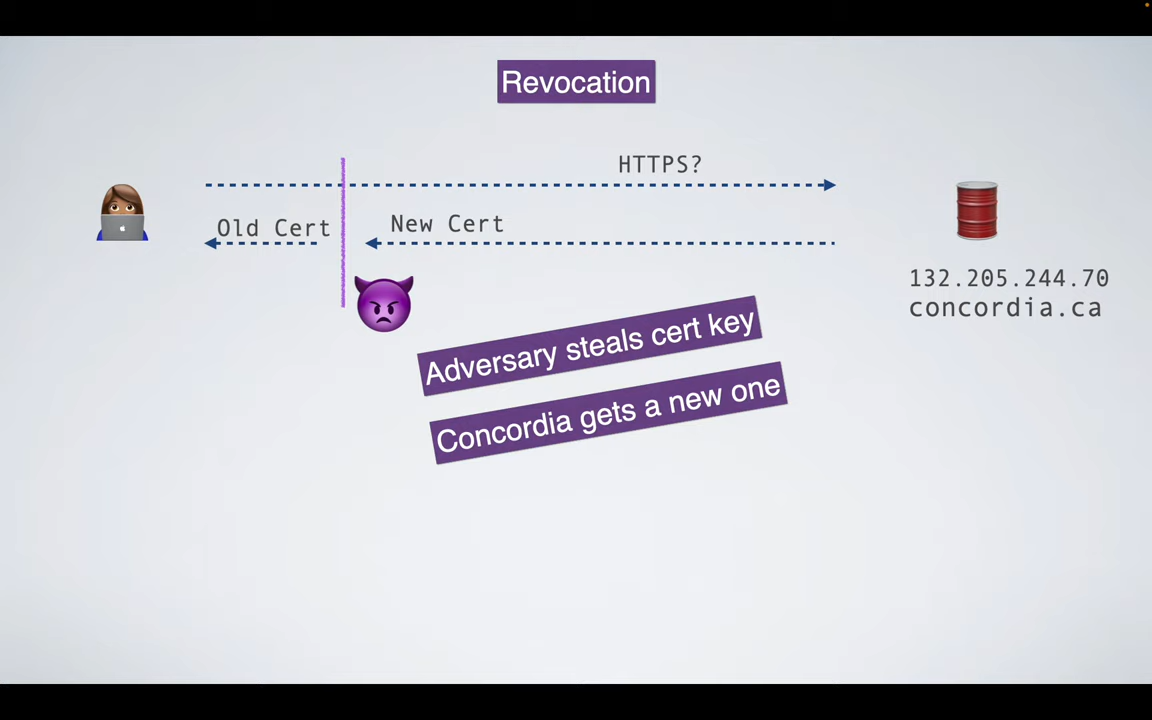 Revocation
HTTPS?
Old Cert
New Cert
132.205.244.70
concordia.ca
Adversary steals cert key
Concordia gets a new one